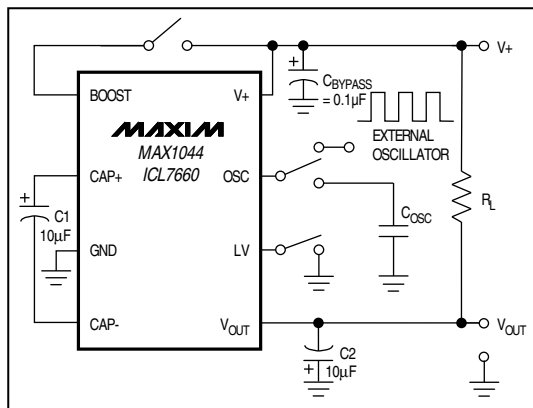 V+
BOOST
V+
CBYPASS
= 0.1µF
EXTERNAL
OSCILLATOR
MAXIM
MAX1044
ICL7660
CAP+
OSC
C1
10µF
COSC
RL
GND
LV
CAP-
VOUT
VOUT
C2
10µF
+
+
+